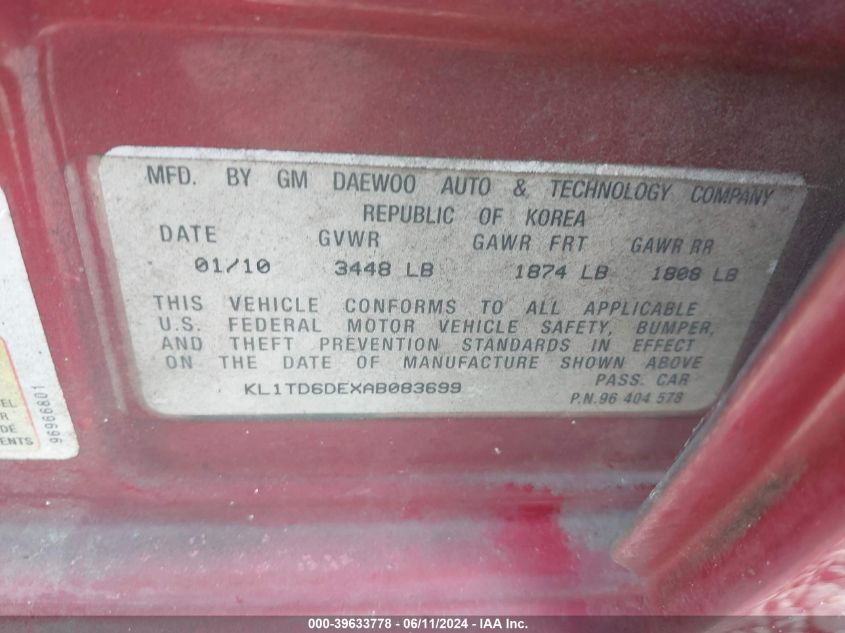 MFD. BY GM DAEWOO AUTO & TECHNOLOGY COMPANY
REPUBLIC OF KOREA
DATE GVWR GAWR FRT GAWR RR
01/10 3448 LB 1874 LB 1808 LB
THIS VEHICLE CONFORMS TO ALL APPLICABLE
U.S. FEDERAL MOTOR VEHICLE SAFETY, BUMPER,
AND THEFT PREVENTION STANDARDS IN EFFECT
ON THE DATE OF MANUFACTURE SHOWN ABOVE
KL1TD6DEXAB083699 PASS. CAR
P.N. 96 404 578
96966801
000-39633778 - 06/11/2024 - IAA Inc.